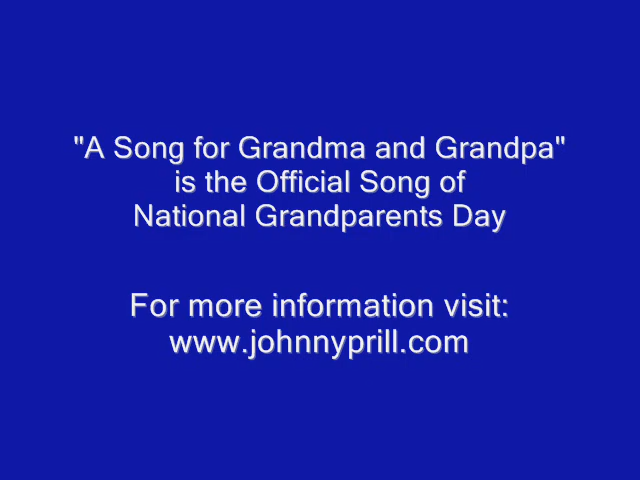 "A Song for Grandma and Grandpa"
is the Official Song of
National Grandparents Day
For more information visit:
www.johnnyprill.com